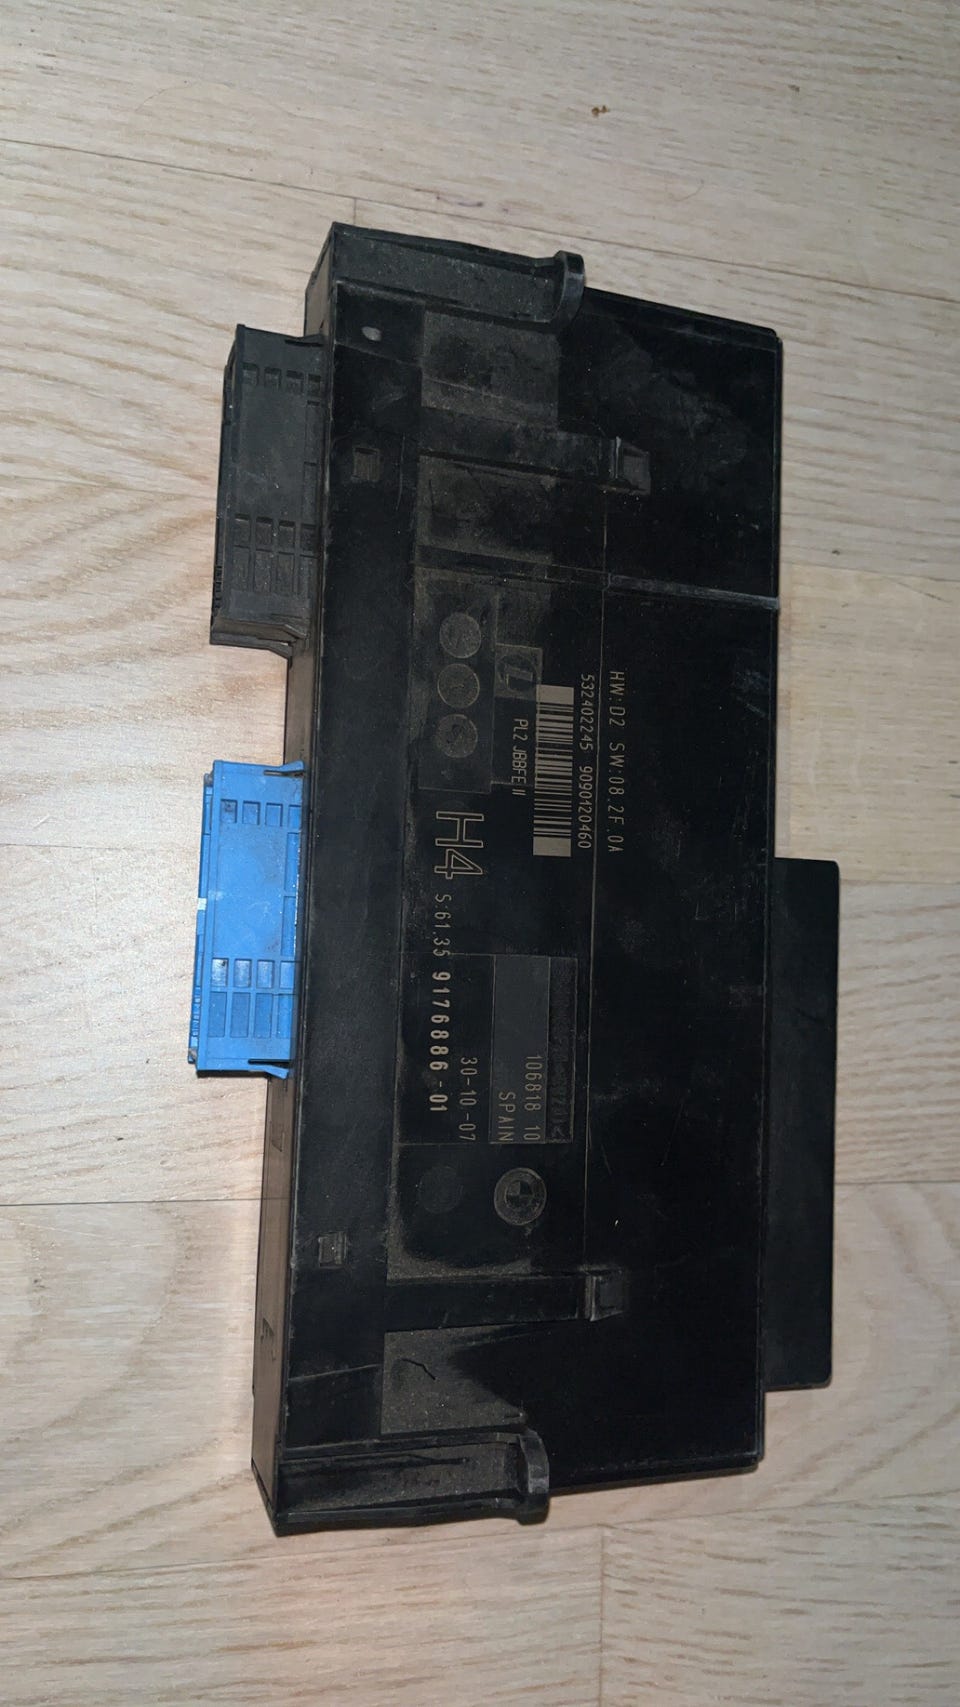 HW:D2 SW:08.2F.0A
532402245 9090120460
PL2 JBBFE II
H4 S:61.35 9176886-01
30-10-07
106818 10
SPAIN